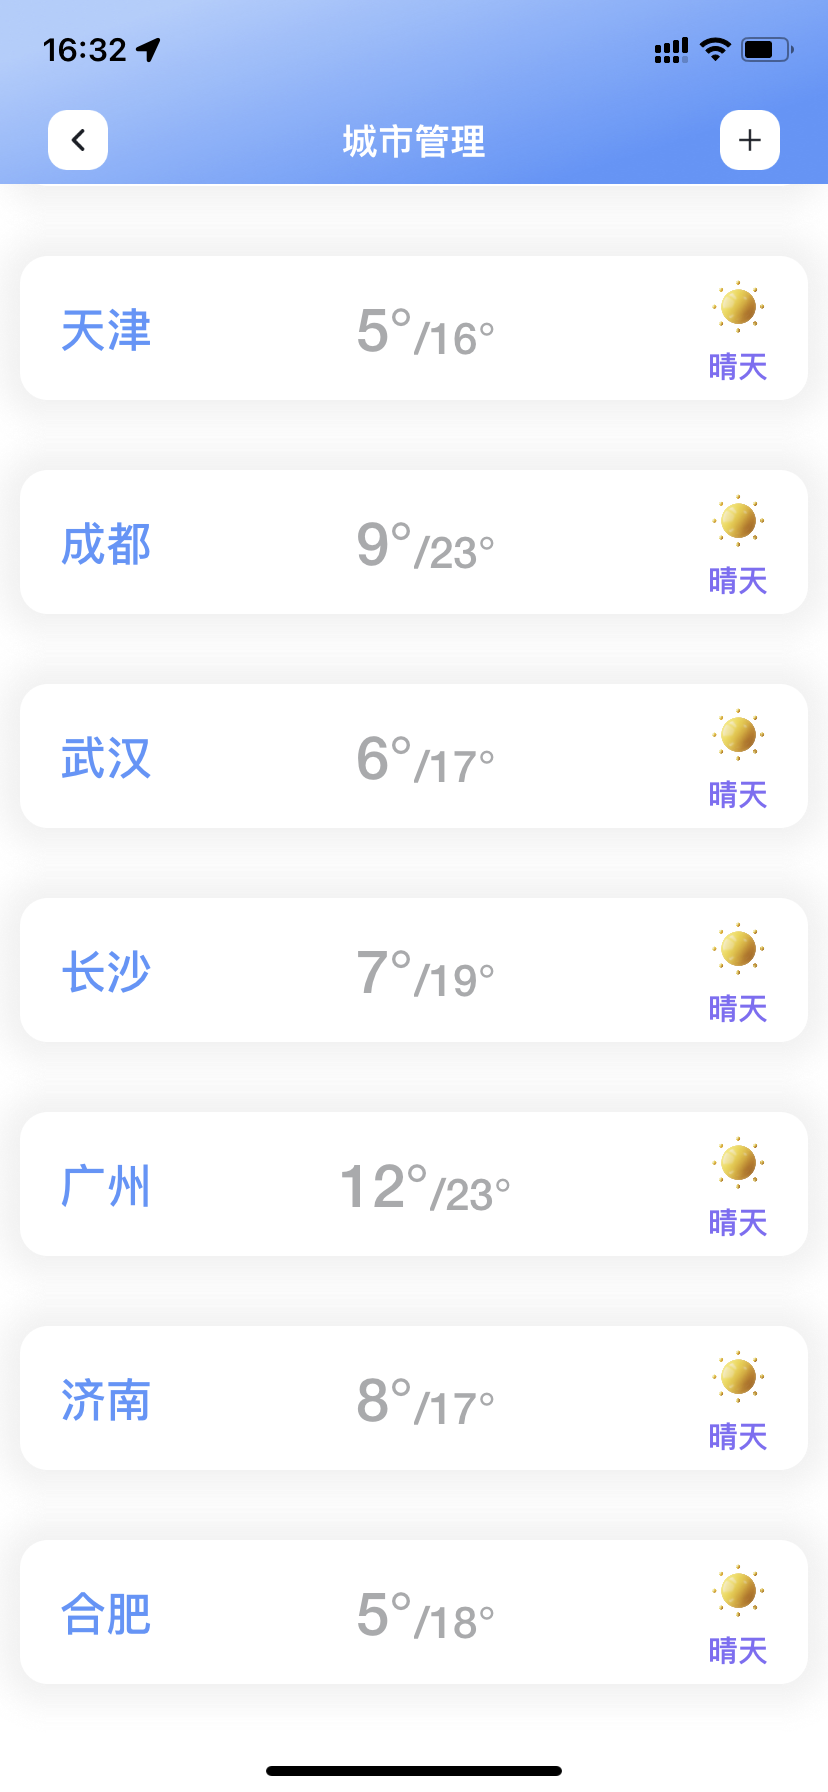 16:32
城市管理
天津
5°/16°
晴天
成都
9°/23°
晴天
武汉
6°/17°
晴天
长沙
7°/19°
晴天
广州
12°/23°
晴天
济南
8°/17°
晴天
合肥
5°/18°
晴天